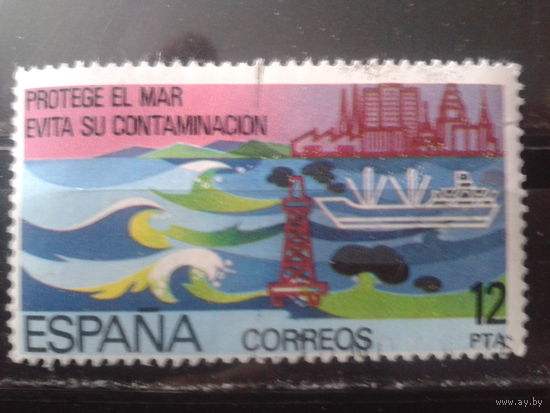 PROTEGE EL MAR
EVITA SU CONTAMINACION
ESPAÑA CORREOS 12
PTA
www.ay.by